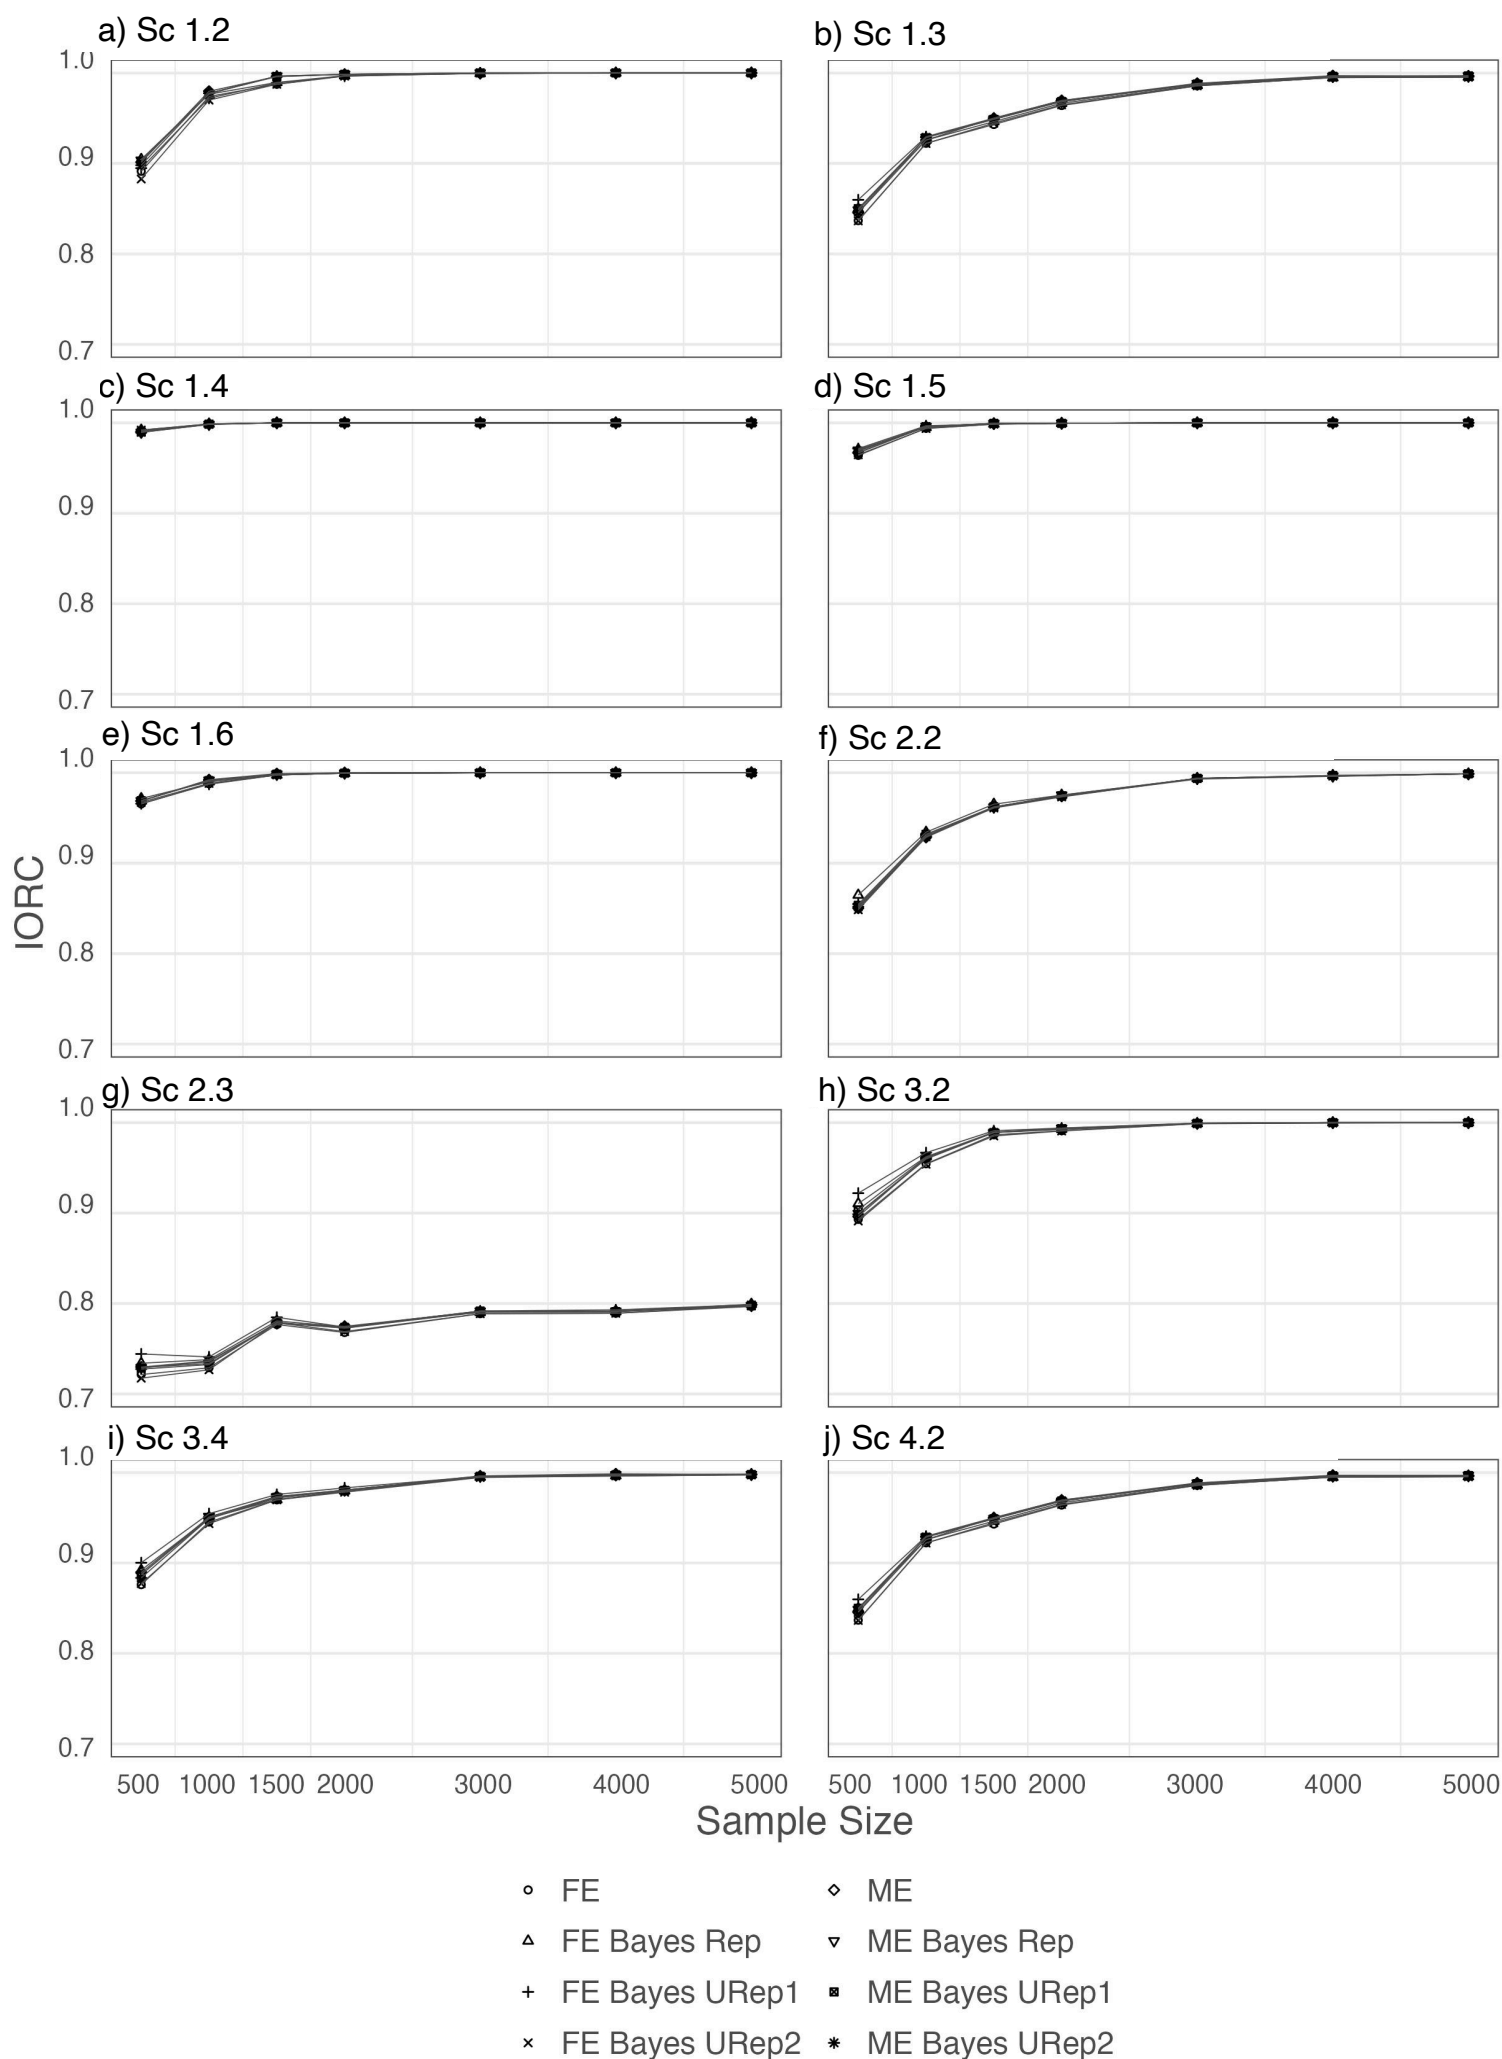 a) Sc 1.2
b) Sc 1.3
1.0
0.9
0.8
0.7
c) Sc 1.4
d) Sc 1.5
1.0
0.9
0.8
0.7
e) Sc 1.6
f) Sc 2.2
1.0
0.9
0.8
0.7
IORC
g) Sc 2.3
h) Sc 3.2
1.0
0.9
0.8
0.7
i) Sc 3.4
j) Sc 4.2
1.0
0.9
0.8
0.7
500 1000 1500 2000 3000 4000 5000
500 1000 1500 2000 3000 4000 5000
Sample Size
FE
ME
FE Bayes Rep
ME Bayes Rep
FE Bayes URep1
ME Bayes URep1
FE Bayes URep2
ME Bayes URep2